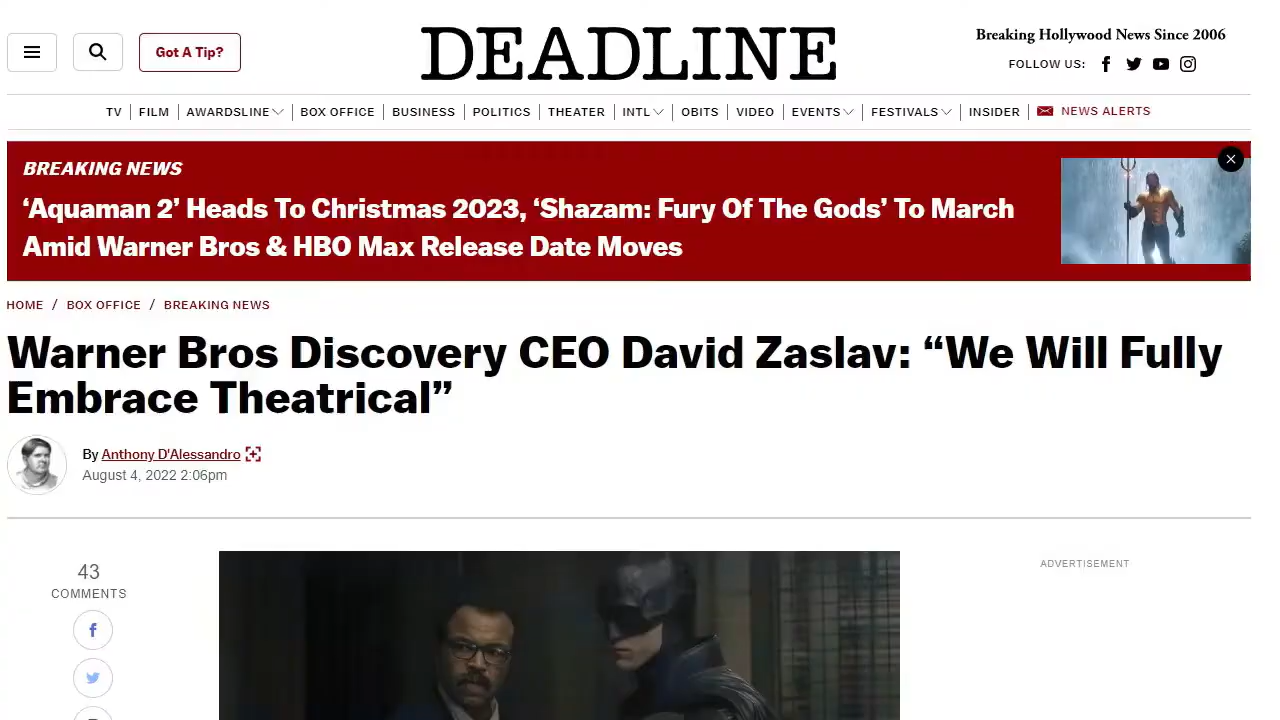 Got A Tip?
DEADLINE
Breaking Hollywood News Since 2006
FOLLOW US:
TV | FILM | AWARDSLINE | BOX OFFICE | BUSINESS | POLITICS | THEATER | INTL | OBITS | VIDEO | EVENTS | FESTIVALS | INSIDER | NEWS ALERTS
BREAKING NEWS
‘Aquaman 2’ Heads To Christmas 2023, ‘Shazam: Fury Of The Gods’ To March
Amid Warner Bros & HBO Max Release Date Moves
HOME / BOX OFFICE / BREAKING NEWS
Warner Bros Discovery CEO David Zaslav: “We Will Fully
Embrace Theatrical”
By Anthony D'Alessandro
August 4, 2022 2:06pm
43
COMMENTS
ADVERTISEMENT